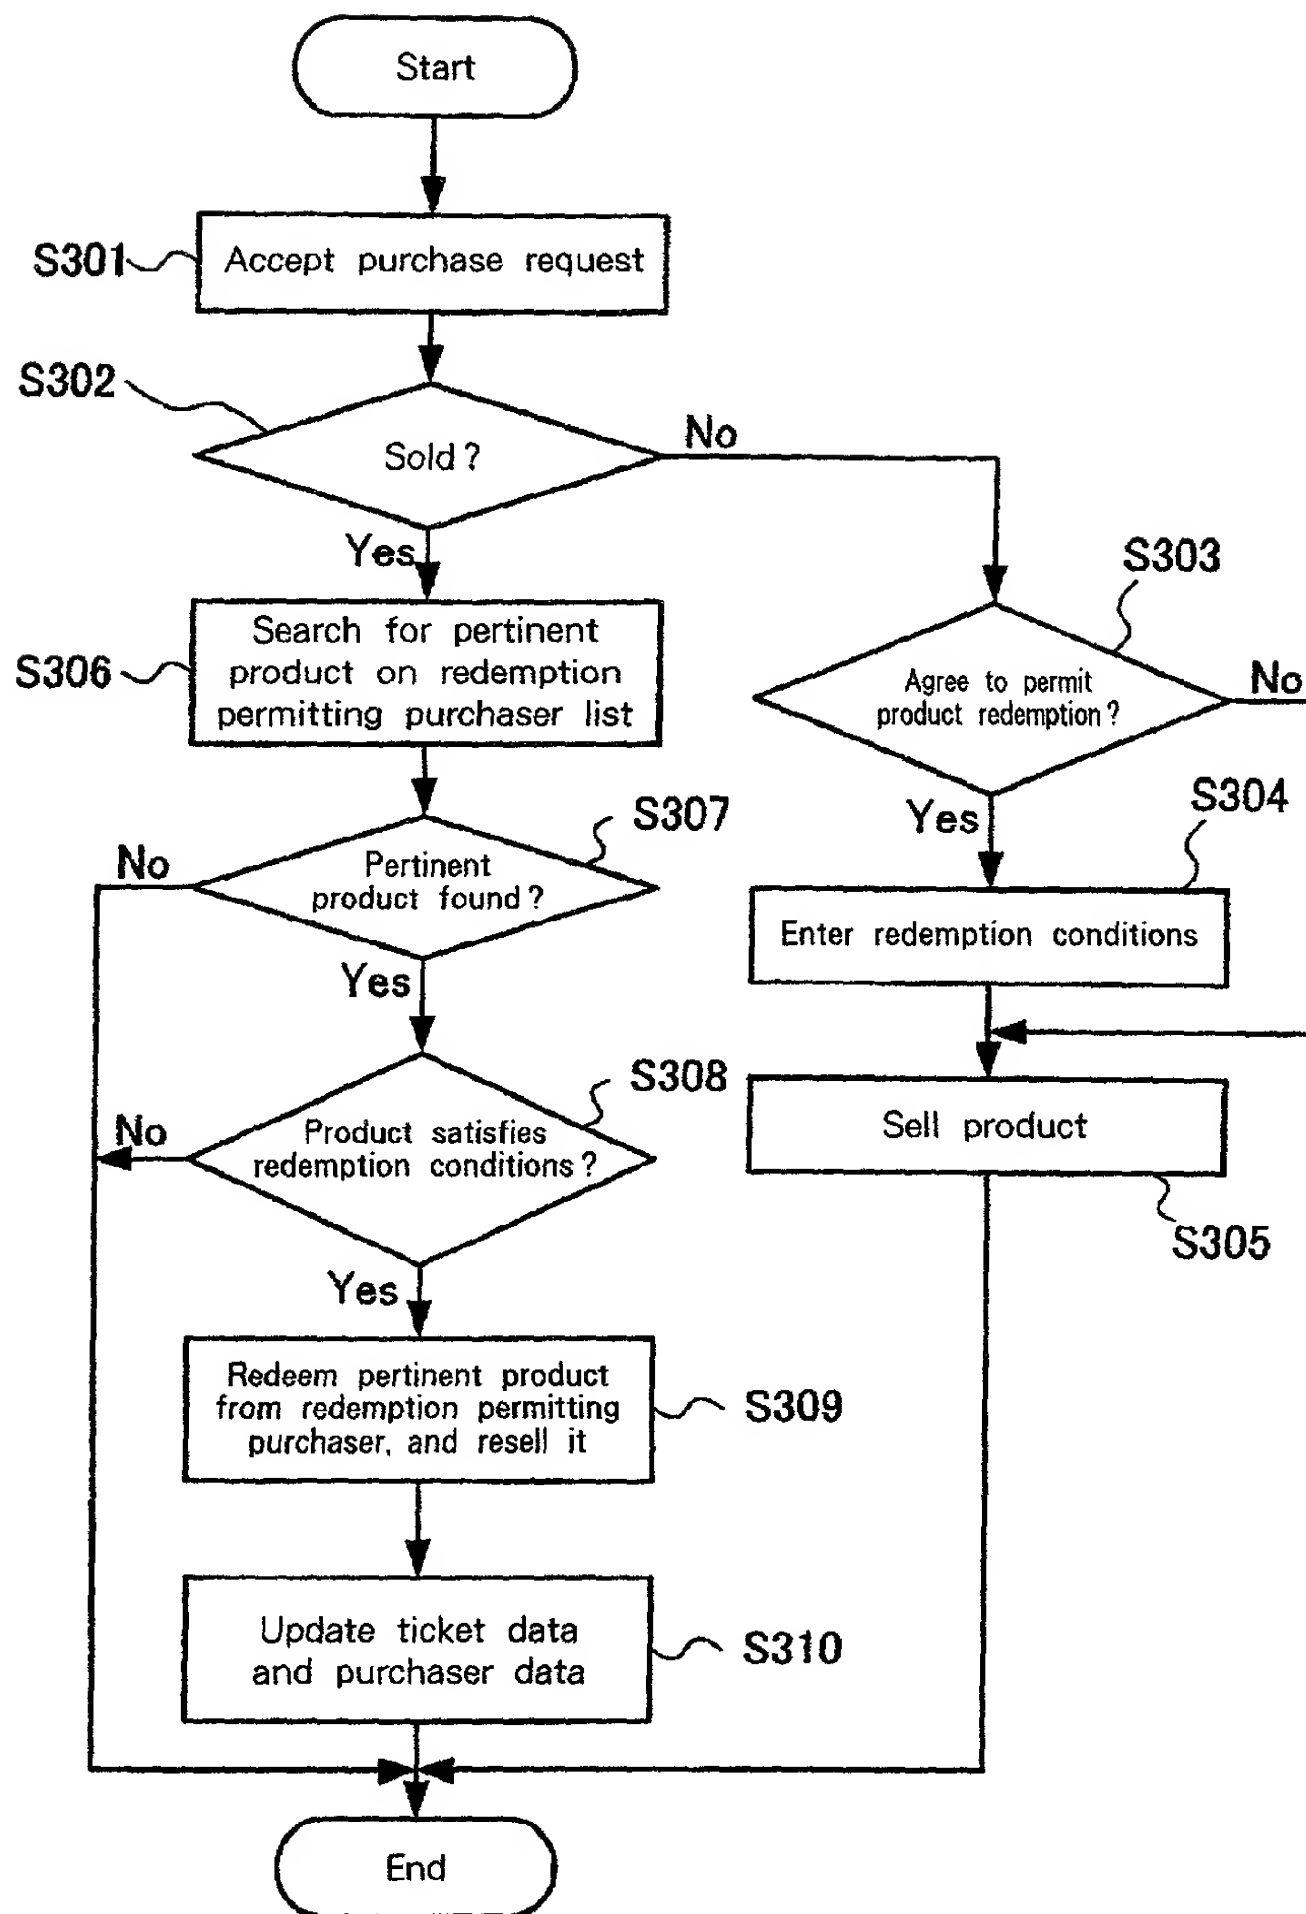 Start
S301
Accept purchase request
S302
Sold?
No
Yes
S303
Agree to permit
product redemption?
No
S306
Search for pertinent
product on redemption
permitting purchaser list
Yes
S304
Enter redemption conditions
S307
No
Pertinent
product found?
Yes
S308
No
Product satisfies
redemption conditions?
Sell product
S305
Yes
Redeem pertinent product
from redemption permitting
purchaser, and resell it
S309
Update ticket data
and purchaser data
S310
End